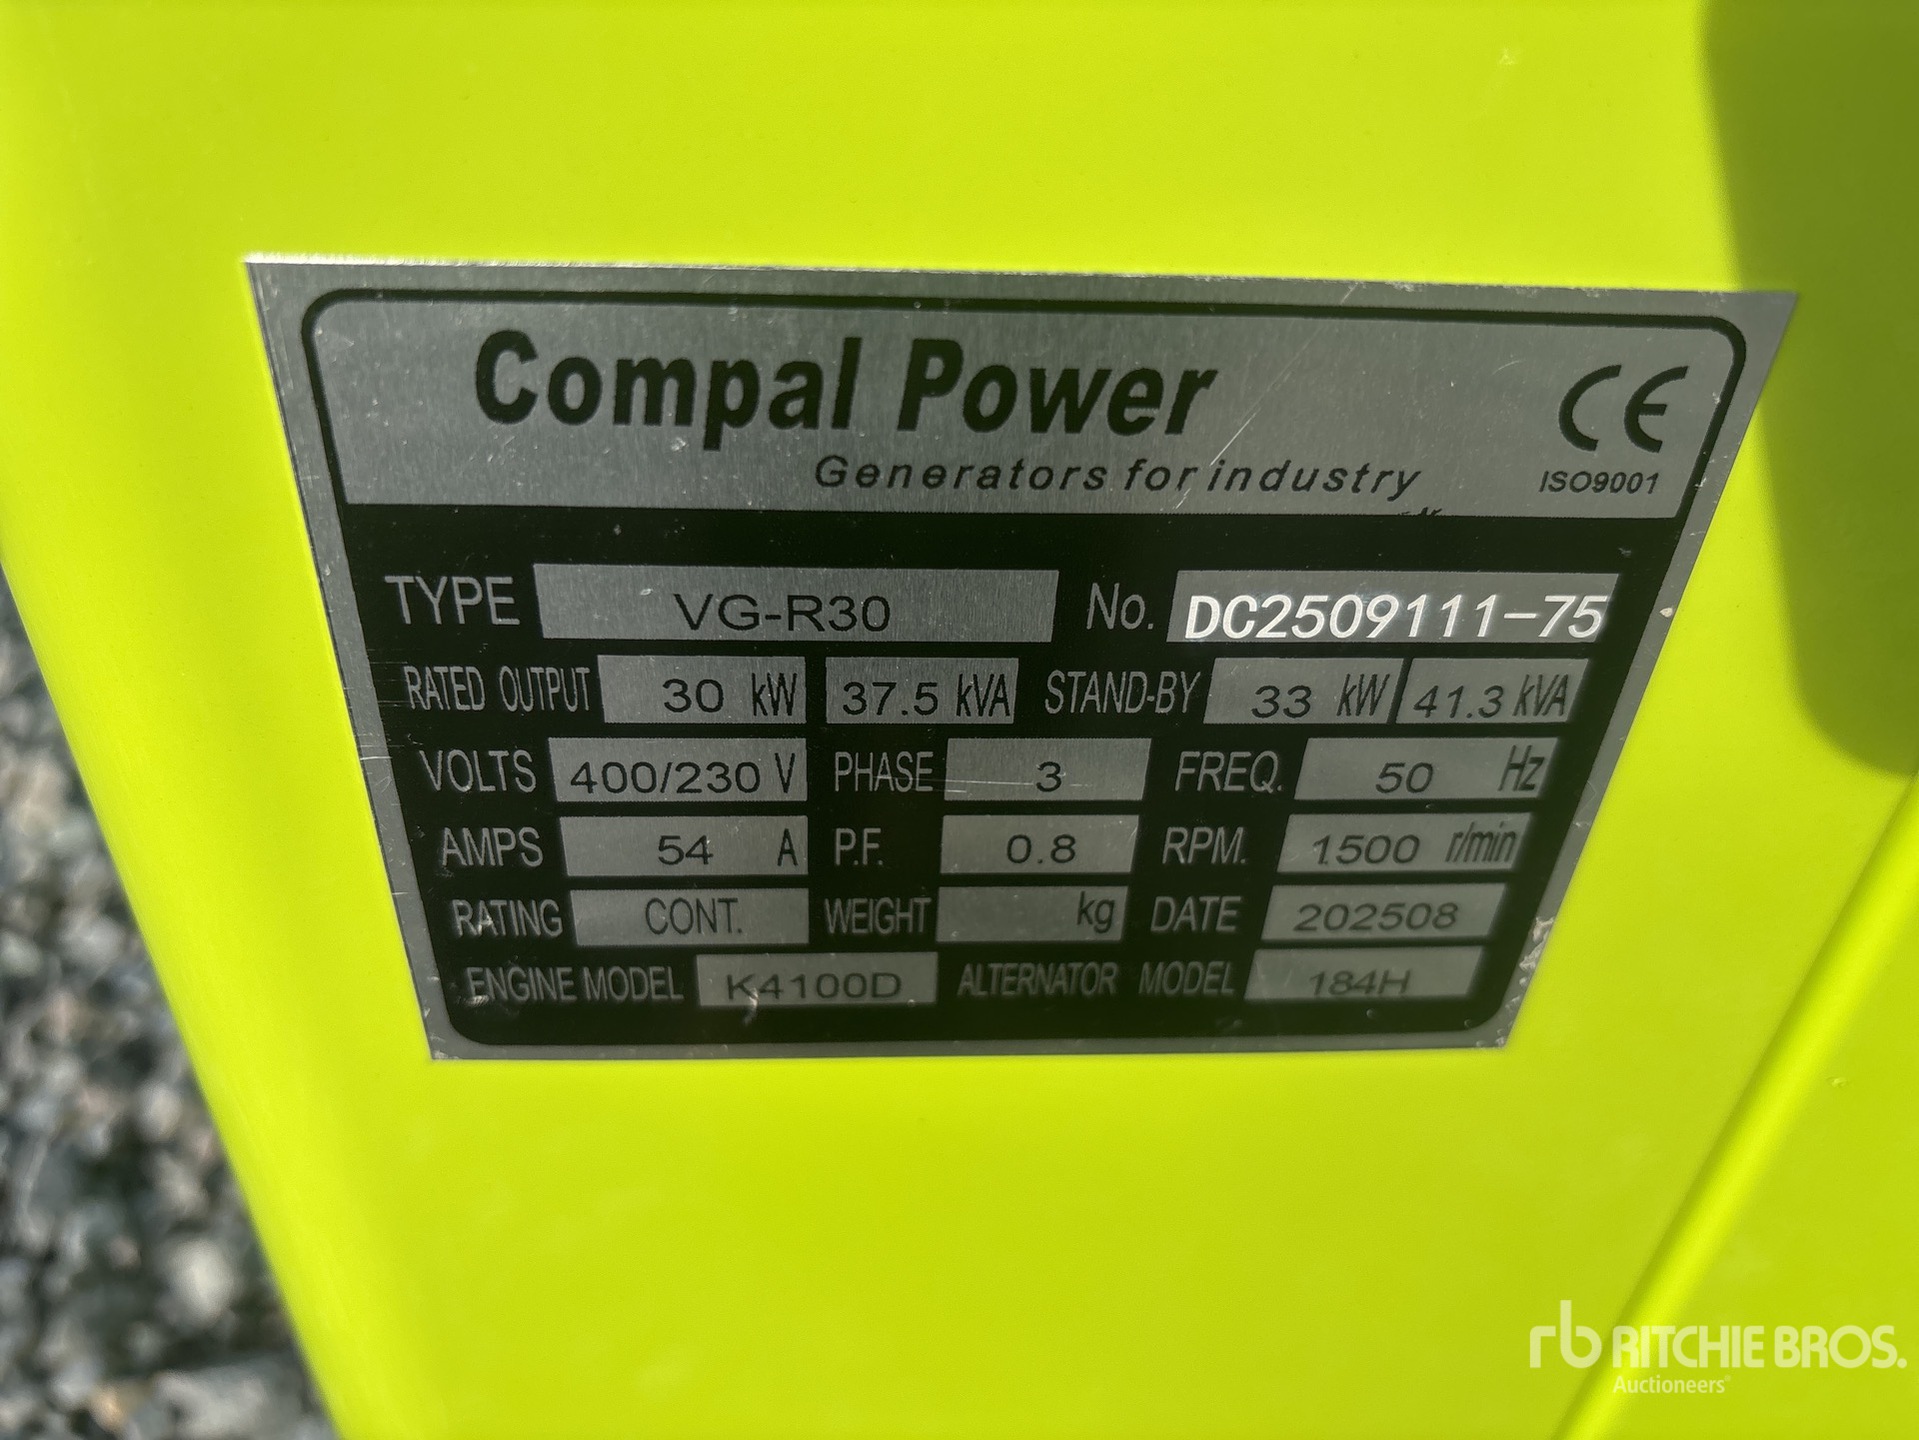 Compal Power
Generators for industry
CE
ISO9001
TYPE VG-R30 No. DC2509111-75
RATED OUTPUT 30 kW 37.5 kVA STAND-BY 33 kW 41.3 kVA
VOLTS 400/230 V PHASE 3 FREQ. 50 Hz
AMPS 54 A P.F. 0.8 RPM. 1500 r/min
RATING CONT. WEIGHT kg DATE 202508
ENGINE MODEL K4100D ALTERNATOR MODEL 184H
rb RITCHIE BROS.
Auctioneers